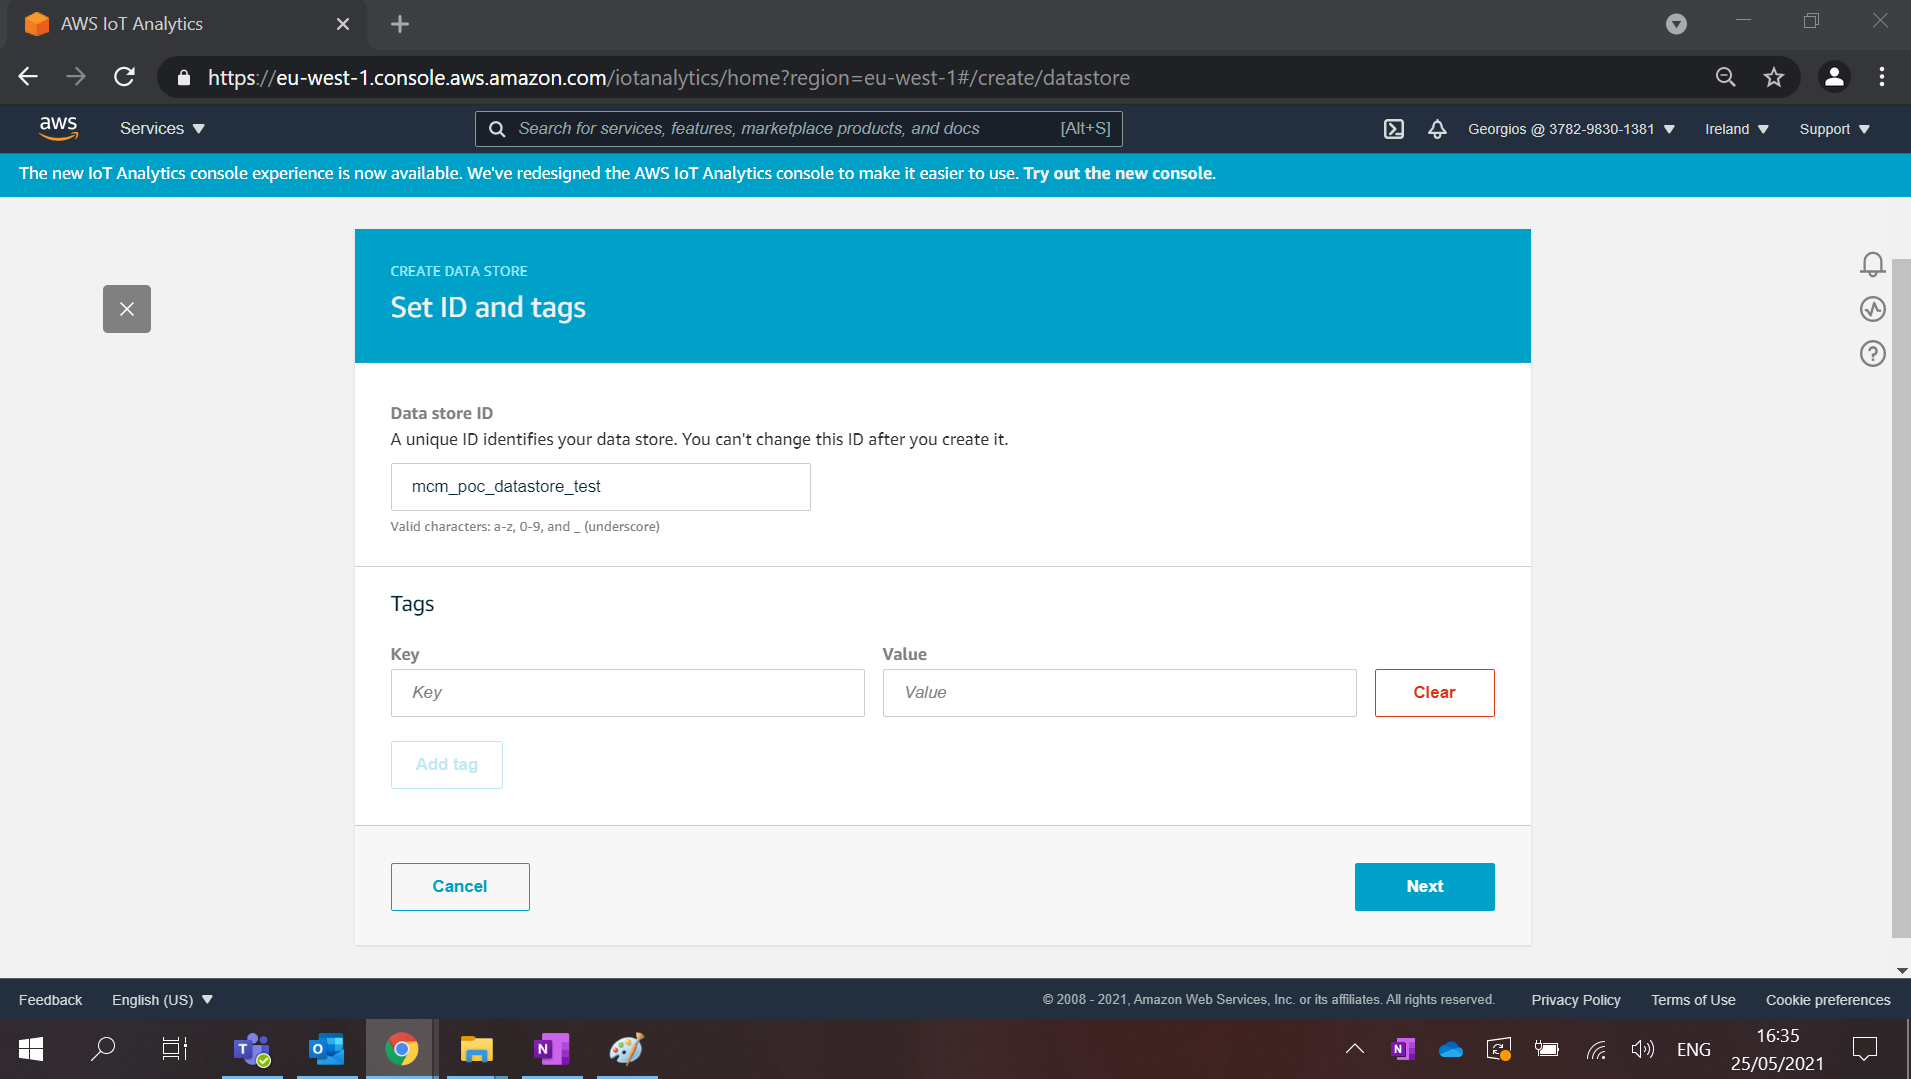 AWS IoT Analytics
https://eu-west-1.console.aws.amazon.com/iotanalytics/home?region=eu-west-1#/create/datastore
aws Services Search for services, features, marketplace products, and docs [Alt+S] Georgios @ 3782-9830-1381 Ireland Support
The new IoT Analytics console experience is now available. We've redesigned the AWS IoT Analytics console to make it easier to use. Try out the new console.
CREATE DATA STORE
Set ID and tags
Data store ID
A unique ID identifies your data store. You can't change this ID after you create it.
mcm_poc_datastore_test
Valid characters: a-z, 0-9, and _ (underscore)
Tags
Key Value
Key Value Clear
Add tag
Cancel Next
Feedback English (US) © 2008 - 2021, Amazon Web Services, Inc. or its affiliates. All rights reserved. Privacy Policy Terms of Use Cookie preferences
ENG 16:35
25/05/2021